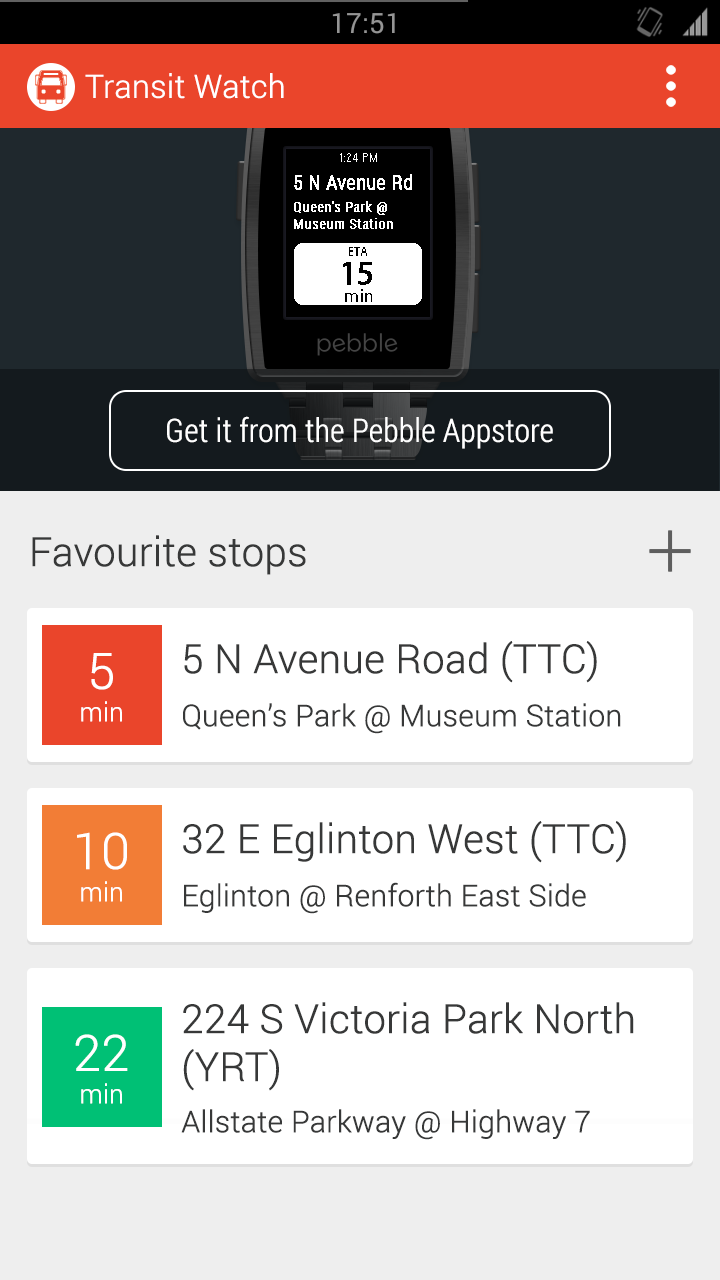 17:51
Transit Watch
1:24 PM
5 N Avenue Rd
Queen's Park @
Museum Station
ETA
15
min
pebble
Get it from the Pebble Appstore
Favourite stops
5
min
5 N Avenue Road (TTC)
Queen's Park @ Museum Station
10
min
32 E Eglinton West (TTC)
Eglinton @ Renforth East Side
22
min
224 S Victoria Park North
(YRT)
Allstate Parkway @ Highway 7